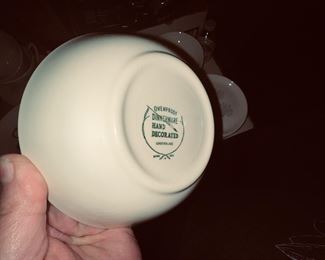 OVENPROOF
DINNERWARE
HAND
DECORATED